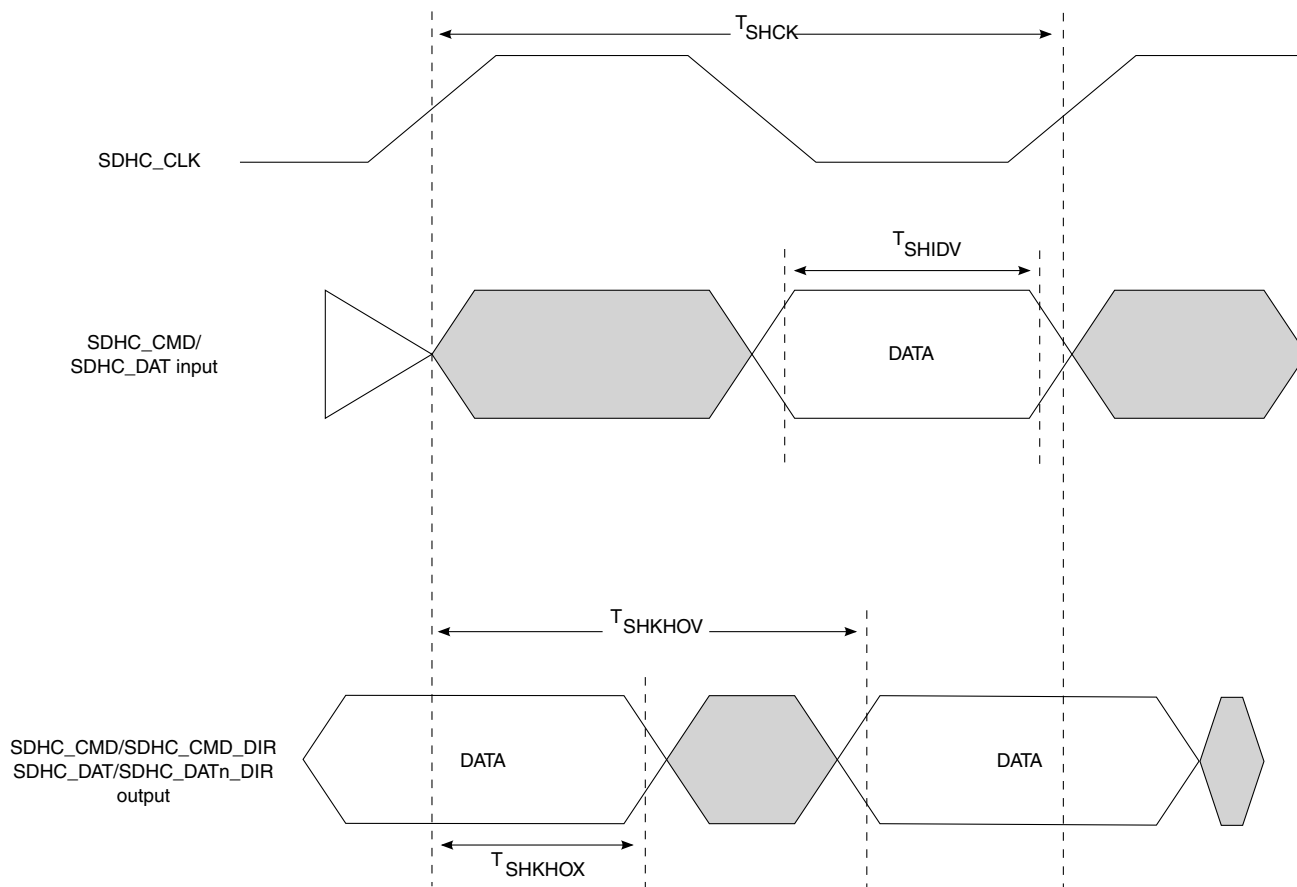 TSHCK
SDHC_CLK
TSHIDV
SDHC_CMD/
SDHC_DAT input
DATA
TSHKHOV
SDHC_CMD/SDHC_CMD_DIR
SDHC_DAT/SDHC_DATn_DIR
output
DATA
DATA
TSHKHOX